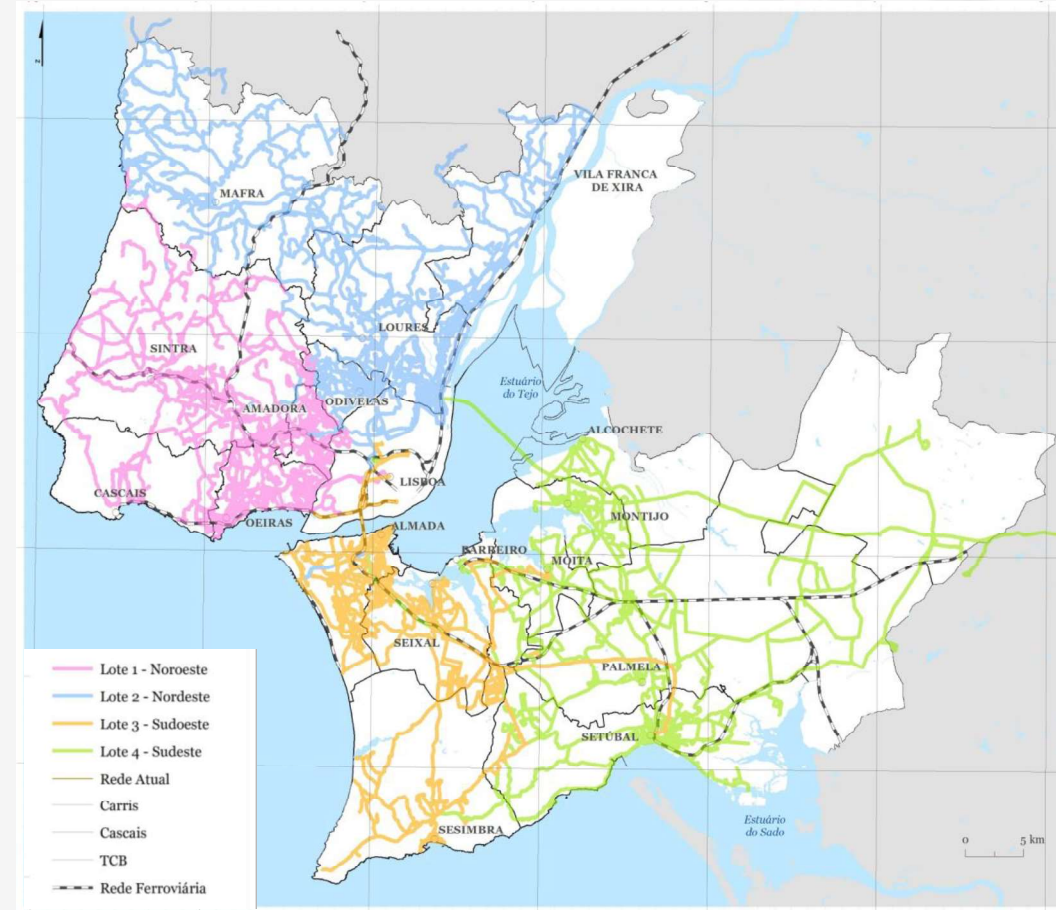 N
MAFRA
VILA FRANCA
DE XIRA
LOURES
SINTRA
Estuário
do Tejo
AMADORA
ODIVELAS
ALCOCHETE
CASCAIS
LISBOA
OEIRAS
ALMADA
MONTIJO
BARREIRO
MOITA
SEIXAL
PALMELA
SETÚBAL
SESIMBRA
Estuário
do Sado
0 5 km
Lote 1 - Noroeste
Lote 2 - Nordeste
Lote 3 - Sudoeste
Lote 4 - Sudeste
Rede Atual
Carris
Cascais
TCB
Rede Ferroviária